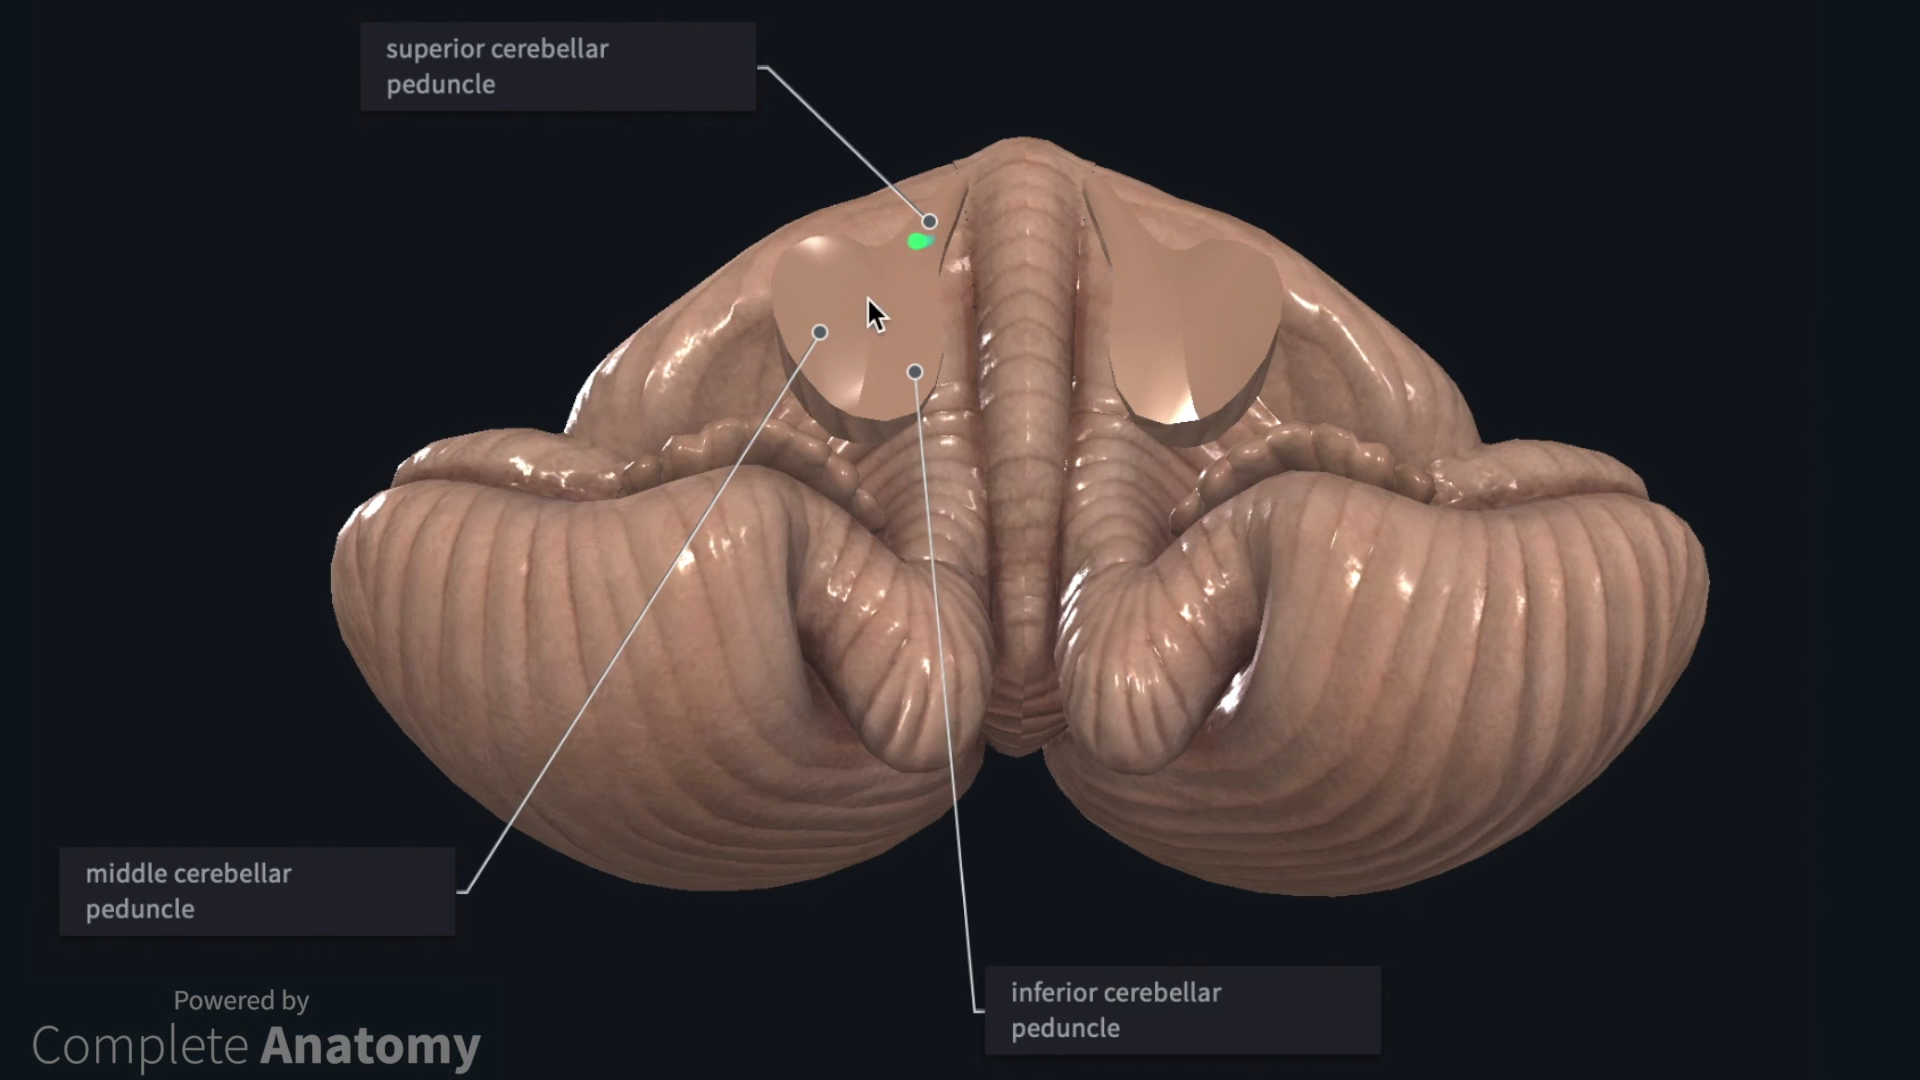 superior cerebellar
peduncle
middle cerebellar
peduncle
inferior cerebellar
peduncle
Powered by
Complete Anatomy